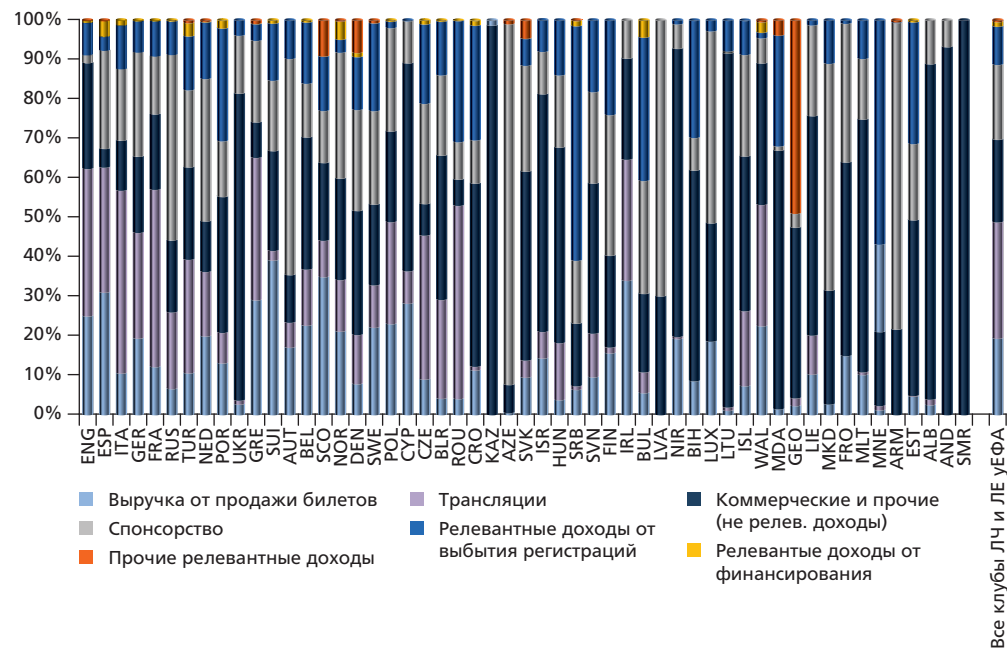 100%
90%
80%
70%
60%
50%
40%
30%
20%
10%
0%
ENG
ESP
ITA
GER
FRA
RUS
TUR
NED
POR
UKR
GRE
SUI
AUT
BEL
SCO
NOR
DEN
SWE
POL
CYP
CZE
BLR
ROU
CRO
KAZ
AZE
SVK
ISR
HUN
SRB
SVN
FIN
IRL
BUL
LVA
NIR
BIH
LUX
LTU
ISL
WAL
MDA
GEO
LIE
MKD
FRO
MLT
MNE
ARM
EST
ALB
AND
SMR
Все клубы ЛЧ и ЛЕ уЕФА
Выручка от продажи билетов
Спонсорство
Прочие релевантные доходы
Трансляции
Релевантные доходы от
выбытия регистраций
Коммерческие и прочие
(не релев. доходы)
Релевантые доходы от
финансирования